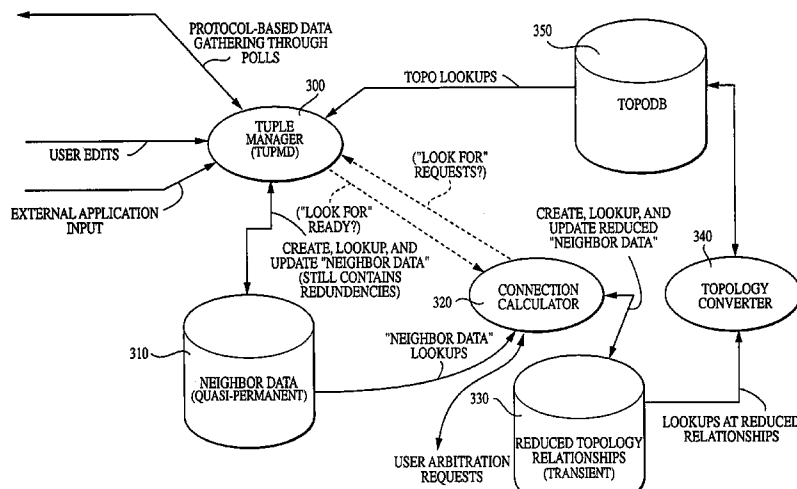 PROTOCOL-BASED DATA
GATHERING THROUGH
POLLS
300
TUPLE
MANAGER
(TUPMD)
USER EDITS
EXTERNAL APPLICATION
INPUT
TOPO LOOKUPS
350
TOPODB
("LOOK FOR"
REQUESTS?)
("LOOK FOR"
READY?)
CREATE, LOOKUP, AND
UPDATE "NEIGHBOR DATA"
(STILL CONTAINS
REDUNDENCIES)
CREATE, LOOKUP, AND
UPDATE REDUCED
"NEIGHBOR DATA"
340
TOPOLOGY
CONVERTER
320
CONNECTION
CALCULATOR
310
NEIGHBOR DATA
(QUASI-PERMANENT)
"NEIGHBOR DATA"
LOOKUPS
USER ARBITRATION
REQUESTS
330
REDUCED TOPOLOGY
RELATIONSHIPS
(TRANSIENT)
LOOKUPS AT REDUCED
RELATIONSHIPS